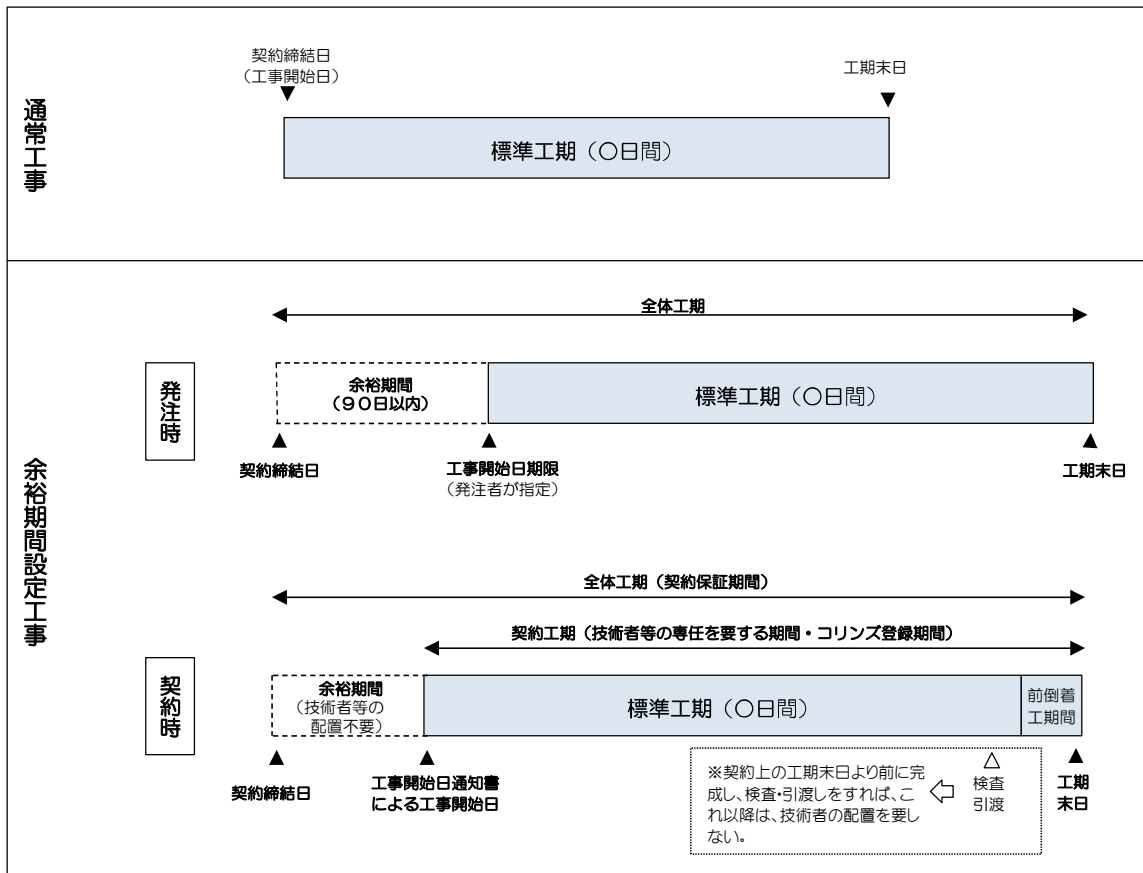 通常工事
契約締結日
（工事開始日）
工期末日
標準工期（〇日間）
余裕期間設定工事
発注時
全体工期
余裕期間
（９０日以内）
標準工期（〇日間）
契約締結日
工事開始日期限
（発注者が指定）
工期末日
契約時
全体工期（契約保証期間）
契約工期（技術者等の専任を要する期間・コリンズ登録期間）
余裕期間
（技術者等の
配置不要）
標準工期（〇日間）
前倒着
工期間
契約締結日
工事開始日通知書
による工事開始日
※契約上の工期末日より前に完
成し、検査・引渡しをすれば、こ
れ以降は、技術者の配置を要し
ない。
検査
引渡
工期
末日